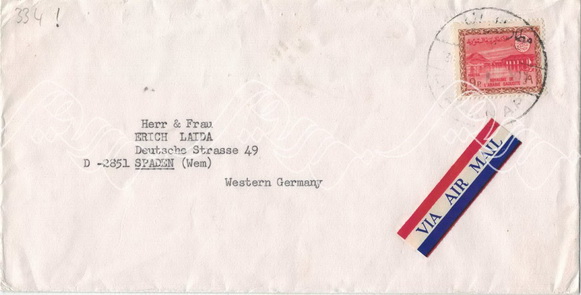 334!
Herr & Frau
ERICH LAIDA
Deutsche Strasse 49
D -2851 SPADEN (Wem)
Western Germany
VIA AIR MAIL